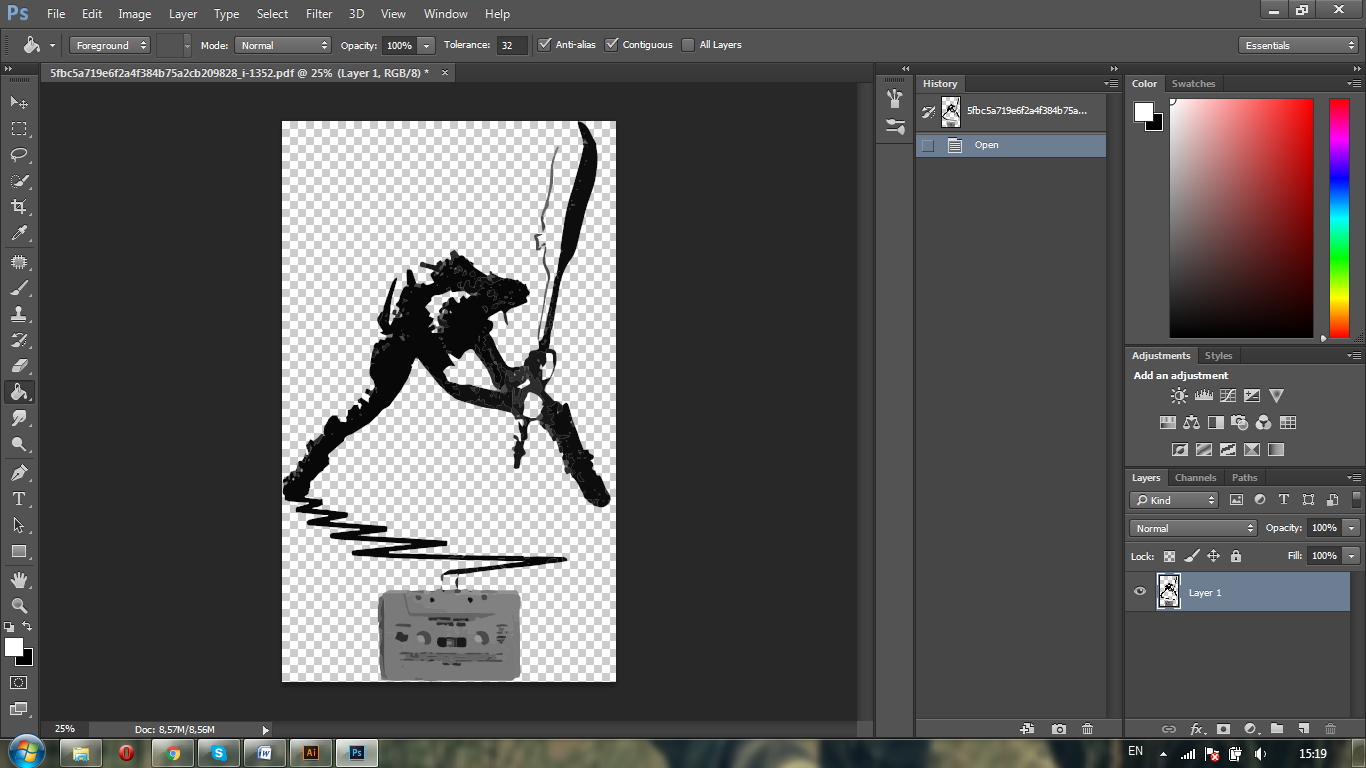 Ps File Edit Image Layer Type Select Filter 3D View Window Help
Foreground Mode: Normal Opacity: 100% Tolerance: 32 Anti-alias Contiguous All Layers Essentials
5fbc5a719e6f2a4f384b75a2cb209828_i-1352.pdf @ 25% (Layer 1, RGB/8) * ×
History
5fbc5a719e6f2a4f384b75a...
Open
Color Swatches
Adjustments Styles
Add an adjustment
Layers Channels Paths
Kind
Normal Opacity: 100%
Lock: Fill: 100%
Layer 1
T
fx
25% Doc: 8,57M/8,56M
S W Ai Ps EN 15:19